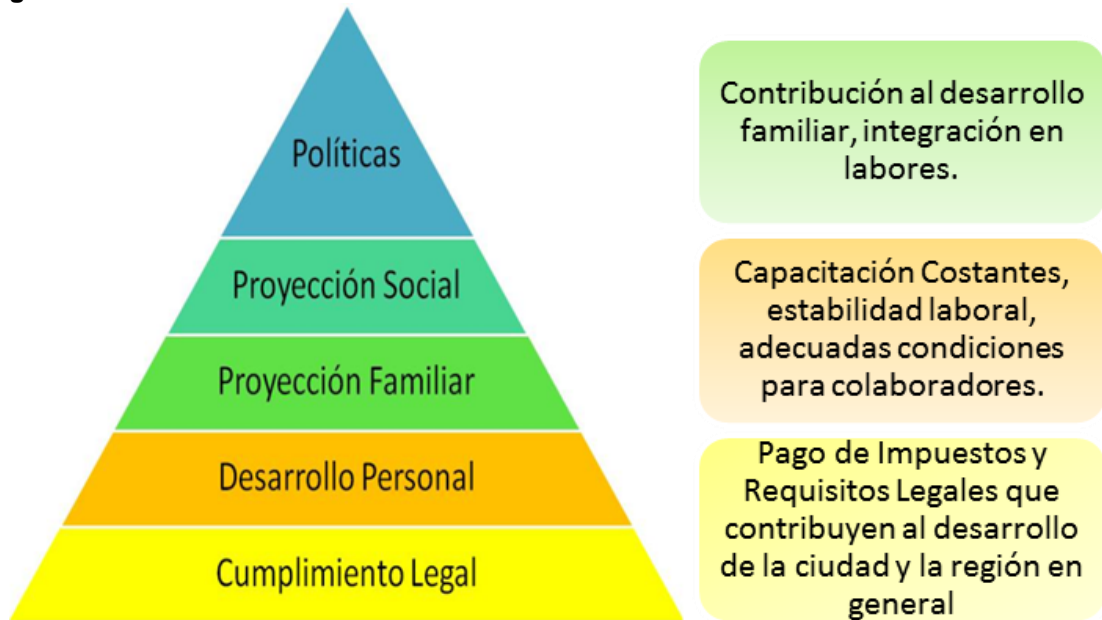 Políticas
Proyección Social
Proyección Familiar
Desarrollo Personal
Cumplimiento Legal
Contribución al desarrollo
familiar, integración en
labores.
Capacitación Costantes,
estabilidad laboral,
adecuadas condiciones
para colaboradores.
Pago de Impuestos y
Requisitos Legales que
contribuyen al desarrollo
de la ciudad y la región en
general